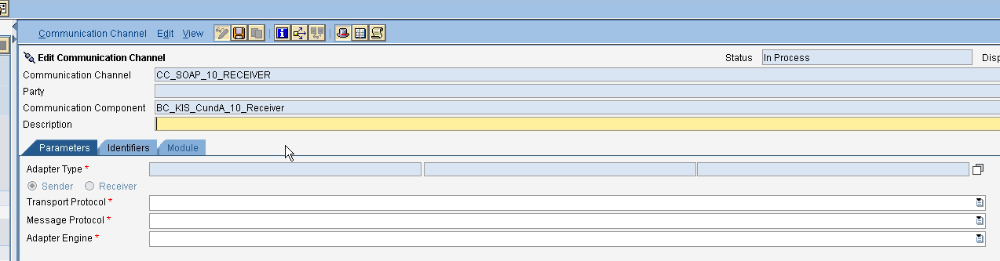 Communication Channel Edit View
Edit Communication Channel Status In Process Disp
Communication Channel CC_SOAP_10_RECEIVER
Party
Communication Component BC_KIS_CundA_10_Receiver
Description
Parameters Identifiers Module
Adapter Type *
Sender Receiver
Transport Protocol *
Message Protocol *
Adapter Engine *